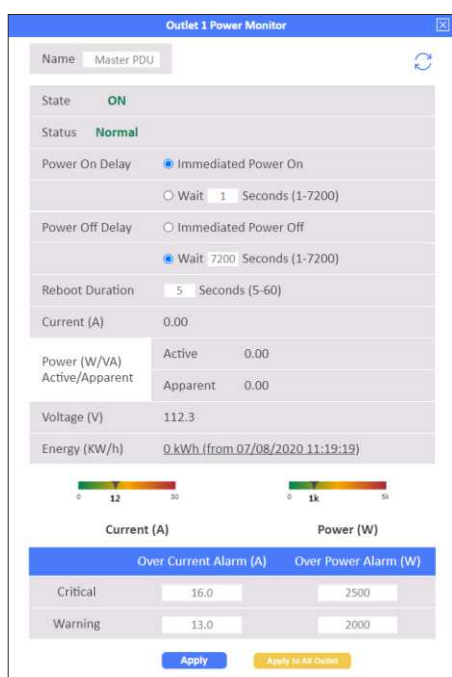 Outlet 1 Power Monitor
Name Master PDU
State ON
Status Normal
Power On Delay Immediated Power On
Wait 1 Seconds (1-7200)
Power Off Delay Immediated Power Off
Wait 7200 Seconds (1-7200)
Reboot Duration 5 Seconds (5-60)
Current (A) 0.00
Power (W/VA)
Active/Apparent
Active 0.00
Apparent 0.00
Voltage (V) 112.3
Energy (KW/h) 0 kWh (from 07/08/2020 11:19:19)
0 12 30 0 1k 5k
Current (A) Power (W)
Over Current Alarm (A) Over Power Alarm (W)
Critical 16.0 2500
Warning 13.0 2000
Apply Apply to All Outlet